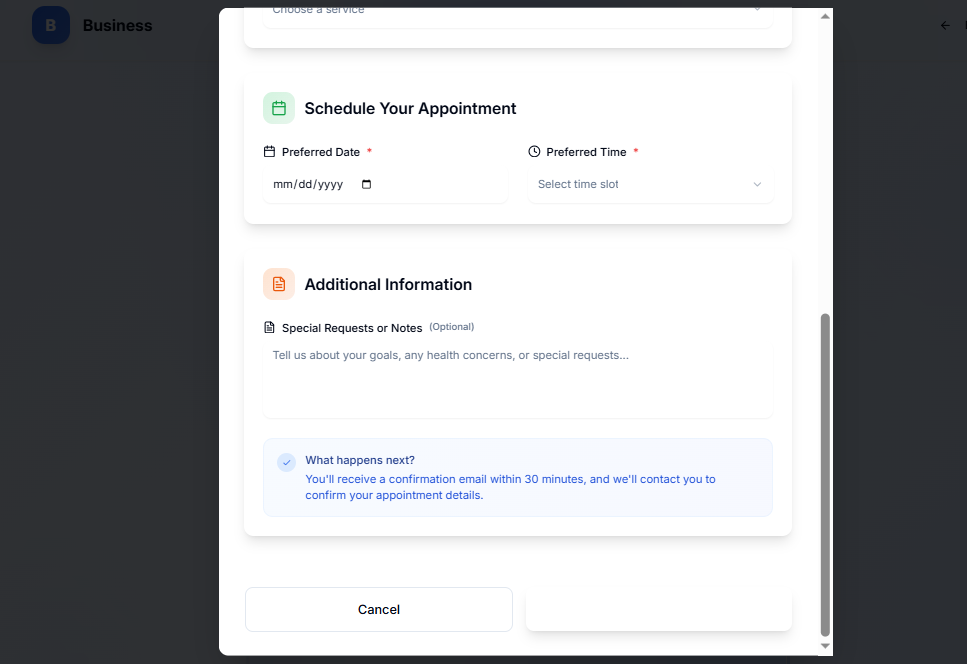 B Business
Choose a service
Schedule Your Appointment
Preferred Date * Preferred Time *
mm/dd/yyyy Select time slot
Additional Information
Special Requests or Notes (Optional)
Tell us about your goals, any health concerns, or special requests...
What happens next?
You'll receive a confirmation email within 30 minutes, and we'll contact you to
confirm your appointment details.
Cancel